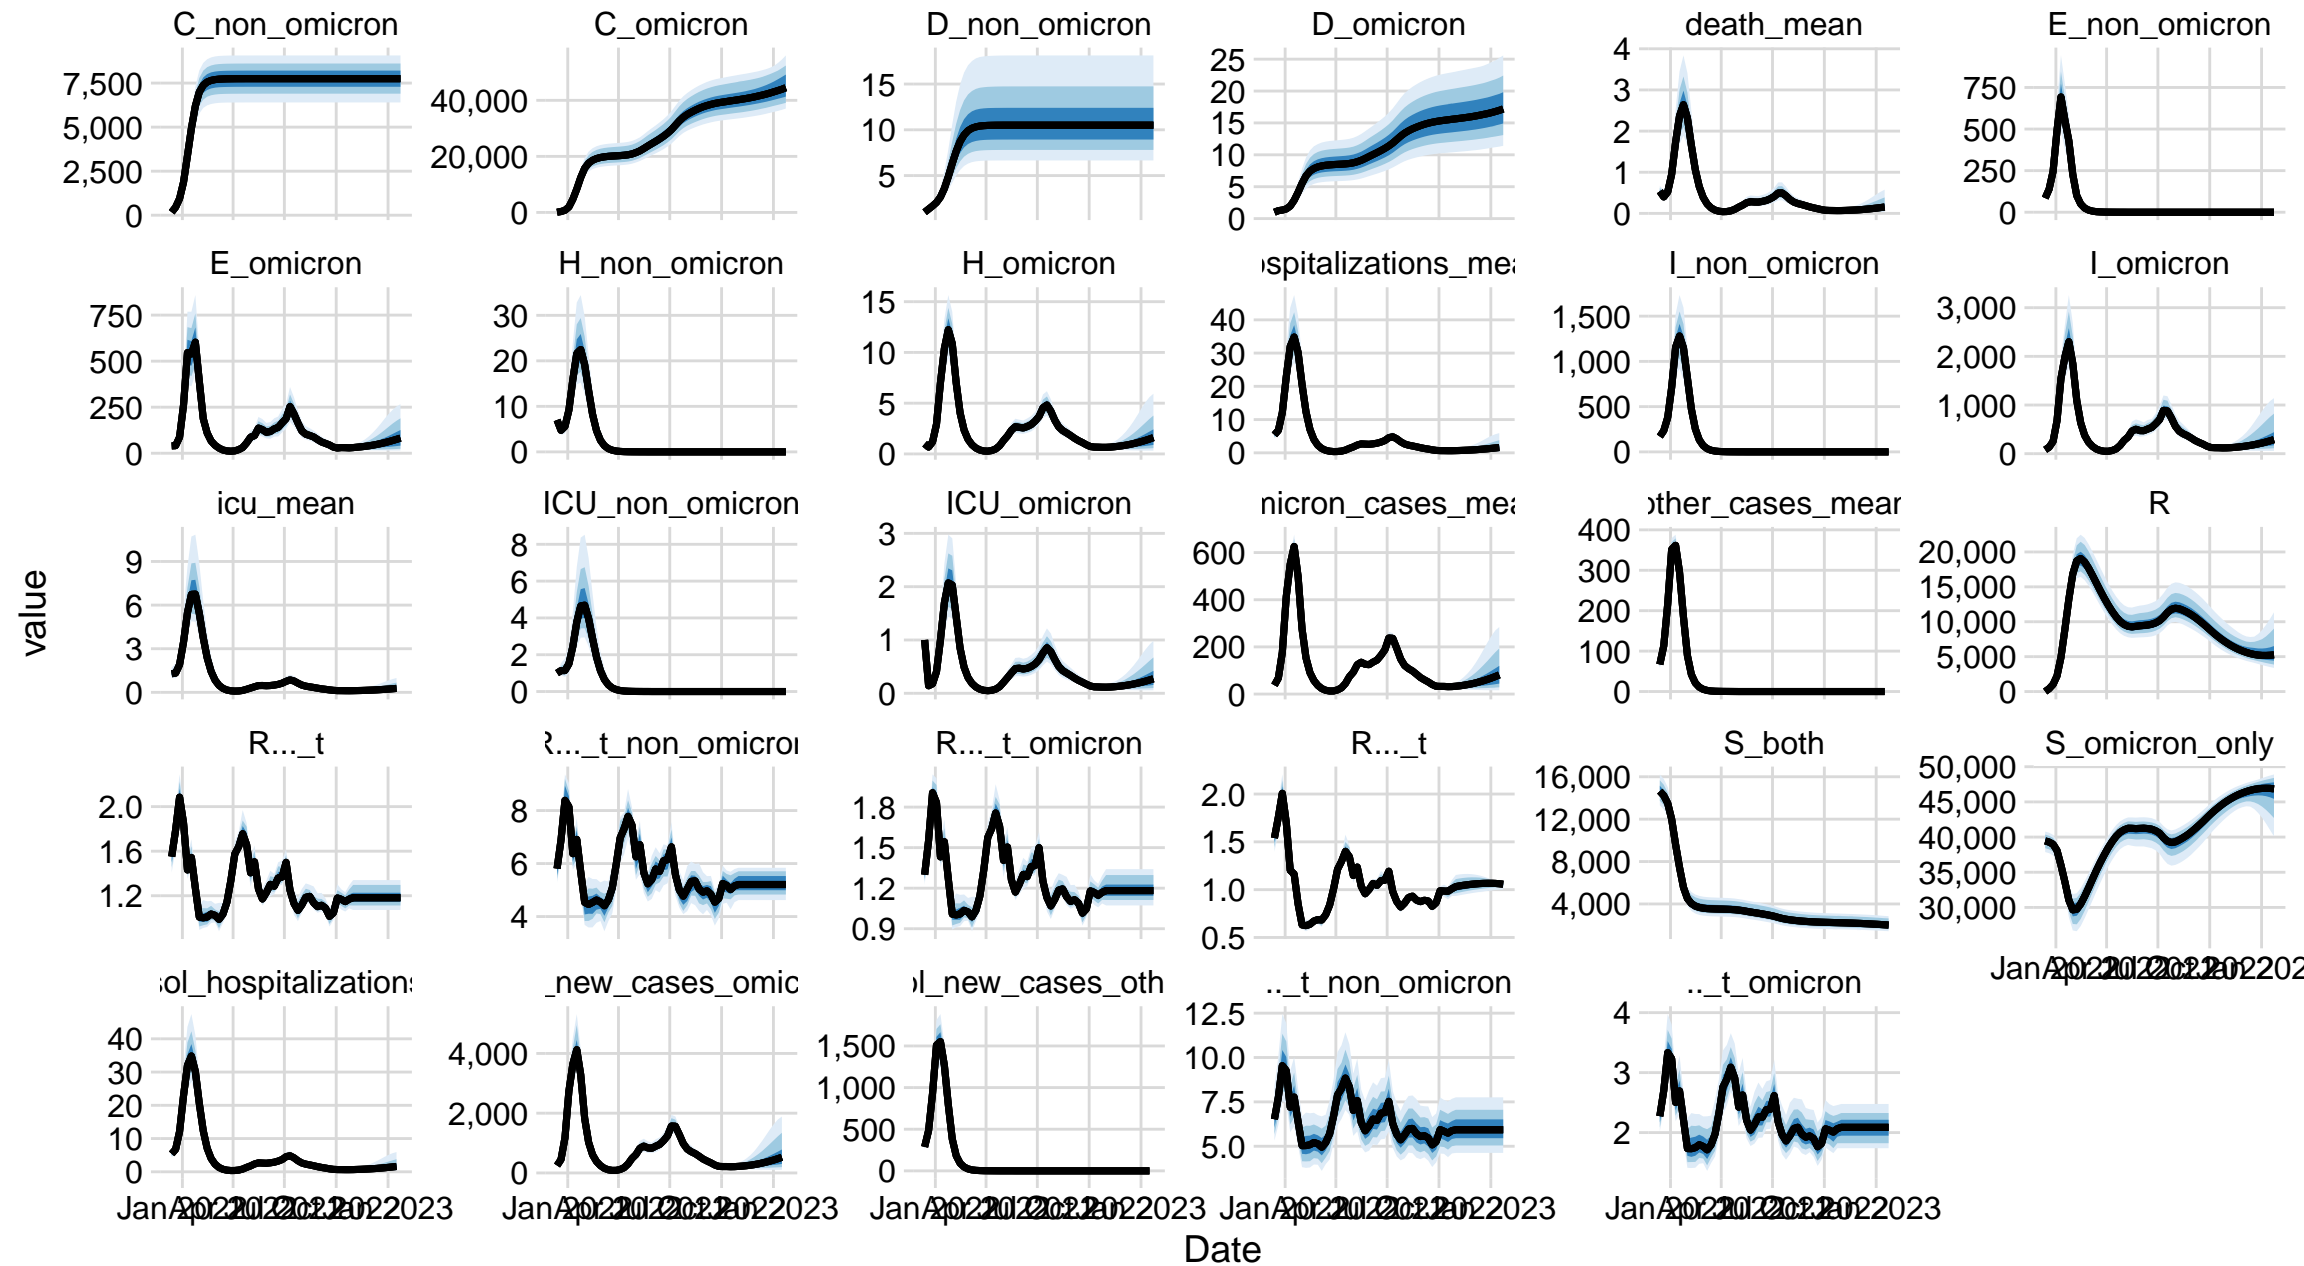 C_non_omicron C_omicron D_non_omicron D_omicron death_mean E_non_omicron
7,500 5,000 2,500 0
40,000 20,000 0
15 10 5
25 20 15 10 5 0
4 3 2 1 0
750 500 250 0
E_omicron H_non_omicron H_omicron ospitalizations_mea I_non_omicron I_omicron
750 500 250 0
30 20 10 0
15 10 5 0
40 30 20 10 0
1,500 1,000 500 0
3,000 2,000 1,000 0
icu_mean ICU_non_omicron ICU_omicron micron_cases_mea other_cases_mean R
9 6 3 0
8 6 4 2 0
3 2 1 0
600 400 200 0
400 300 200 100 0
20,000 15,000 10,000 5,000 0
value
R..._t R..._t_non_omicron R..._t_omicron R..._t S_both S_omicron_only
2.0 1.6 1.2
8 6 4
1.8 1.5 1.2 0.9
2.0 1.5 1.0 0.5
16,000 12,000 8,000 4,000
50,000 45,000 40,000 35,000 30,000
sol_hospitalizations _new_cases_omic ol_new_cases_oth .._t_non_omicron .._t_omicron
40 30 20 10 0
4,000 2,000 0
1,500 1,000 500 0
12.5 10.0 7.5 5.0
4 3 2
Date